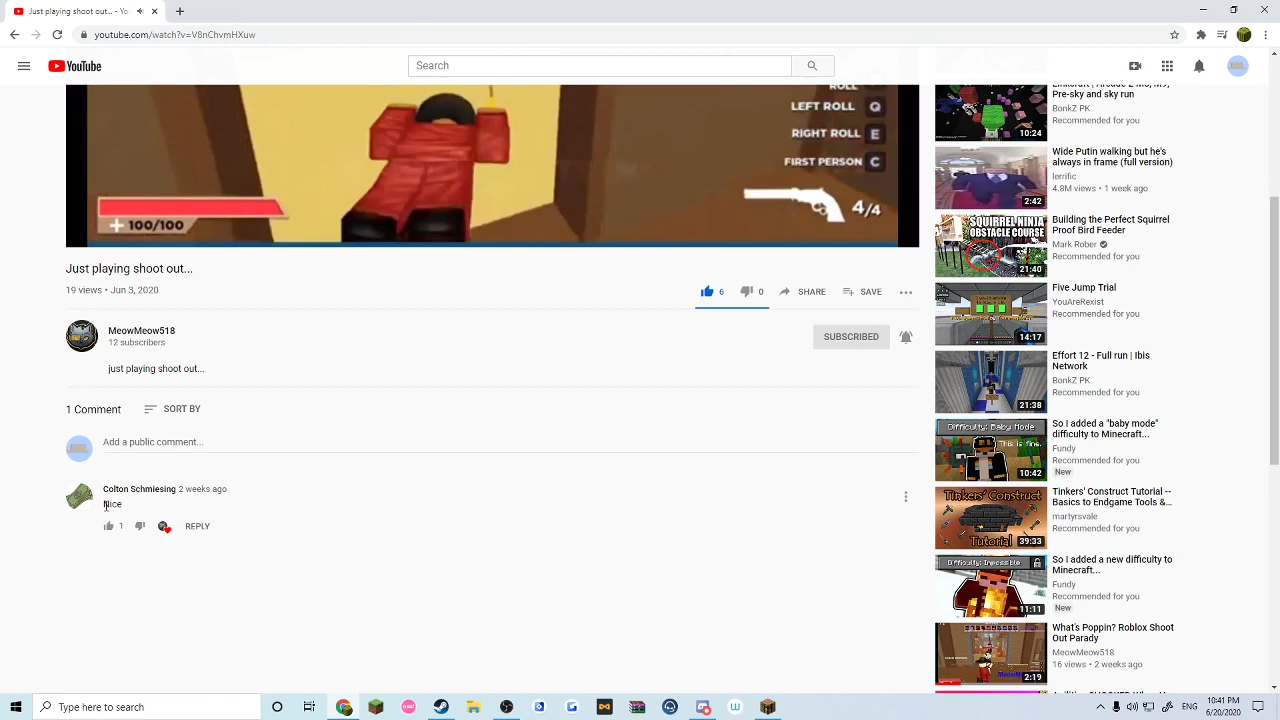 Just playing shoot out... - Yo
youtube.com/watch?v=V8nChvmHXuw
YouTube
Search
ROLL
LEFT ROLL Q
RIGHT ROLL E
FIRST PERSON C
100/100
4/4
Just playing shoot out...
19 views • Jun 3, 2020
6
0
SHARE
SAVE
MeowMeow518
12 subscribers
SUBSCRIBED
just playing shoot out...
1 Comment
SORT BY
Add a public comment...
Colton Schmiesing 2 weeks ago
Nice
1
REPLY
Pre-sky and sky run
BonkZ PK
Recommended for you
10:24
Wide Putin walking but he's
always in frame (full version)
lerrific
4.8M views • 1 week ago
2:42
SQUIRREL NINJA
OBSTACLE COURSE
21:40
Building the Perfect Squirrel
Proof Bird Feeder
Mark Rober
Recommended for you
Five Jump Trial
YouAreRexist
Recommended for you
14:17
Effort 12 - Full run | Ibis
Network
BonkZ PK
Recommended for you
21:38
Difficulty: Baby Mode
This is fine.
10:42
So I added a "baby mode"
difficulty to Minecraft...
Fundy
Recommended for you
New
Tinkers' Construct
Tutorial
39:33
Tinkers' Construct Tutorial --
Basics to Endgame Tools &...
martyrsvale
Recommended for you
Difficulty: Impossible
11:11
So I added a new difficulty to
Minecraft...
Fundy
Recommended for you
New
2:19
What's Poppin? Roblox Shoot
Out Parady
MeowMeow518
16 views • 2 weeks ago
Type here to search
osu!
10:41 PM
6/20/2020